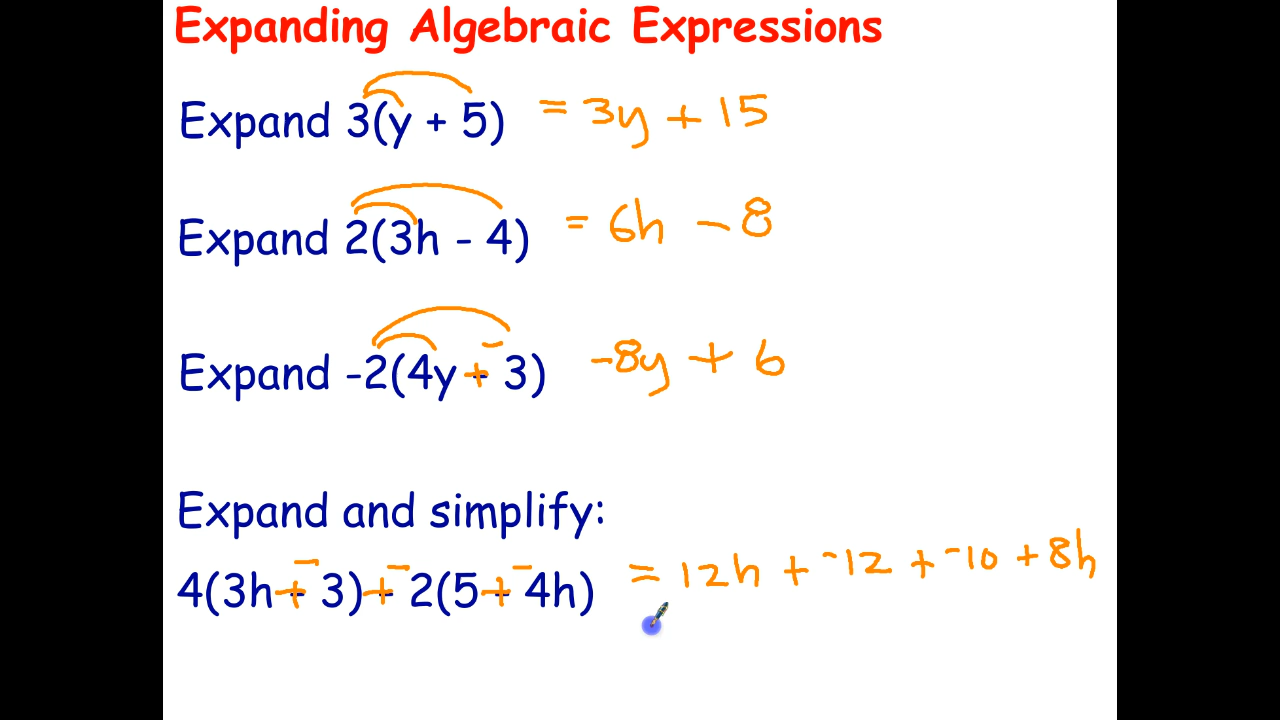 Expanding Algebraic Expressions
Expand 3(y + 5) = 3y + 15
Expand 2(3h - 4) = 6h - 8
Expand -2(4y + ⁻3) -8y + 6
Expand and simplify:
4(3h + ⁻3) + ⁻2(5 + ⁻4h) = 12h + ⁻12 + ⁻10 + 8h